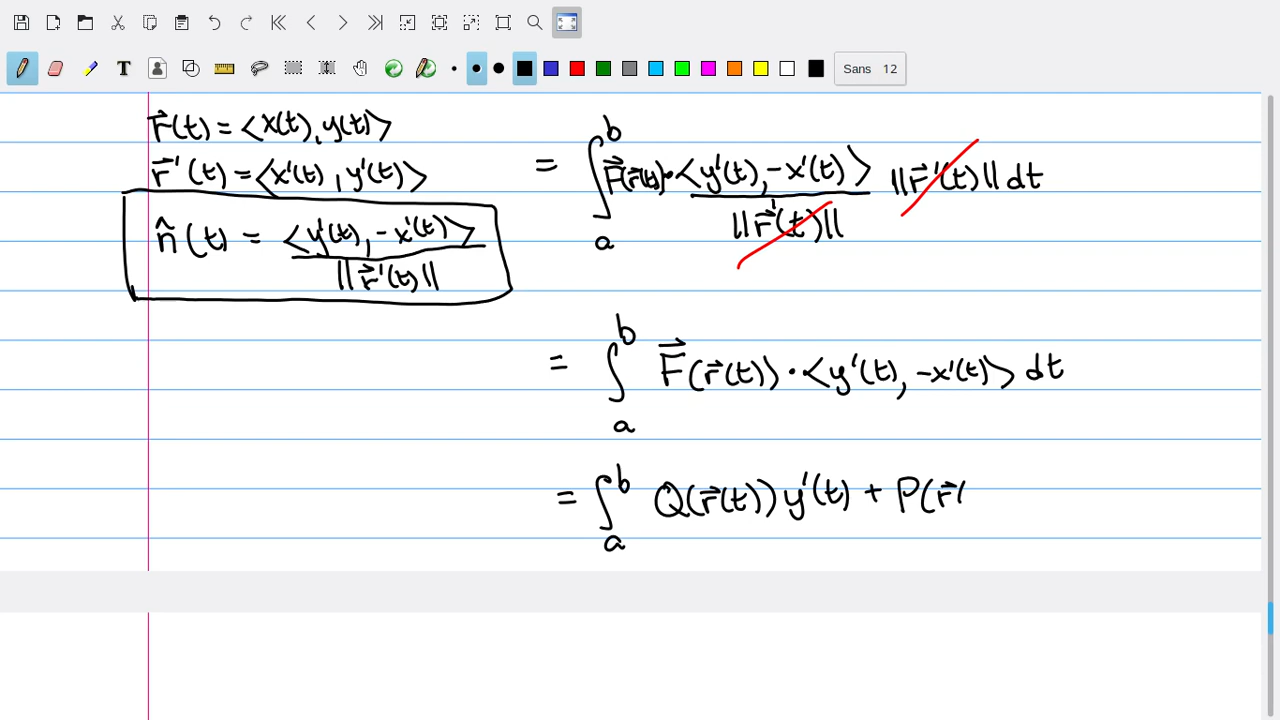 Sans 12
r⃗(t) = <x(t), y(t)>
r⃗'(t) = <x'(t), y'(t)>
n̂(t) = <y'(t), -x'(t)> / ||r⃗'(t)||
= ∫_a^b F⃗(r⃗(t)) · <y'(t), -x'(t)> / ||r⃗'(t)|| ||r⃗'(t)|| dt
= ∫_a^b F⃗(r⃗(t)) · <y'(t), -x'(t)> dt
= ∫_a^b Q(r⃗(t)) y'(t) + P(r⃗(